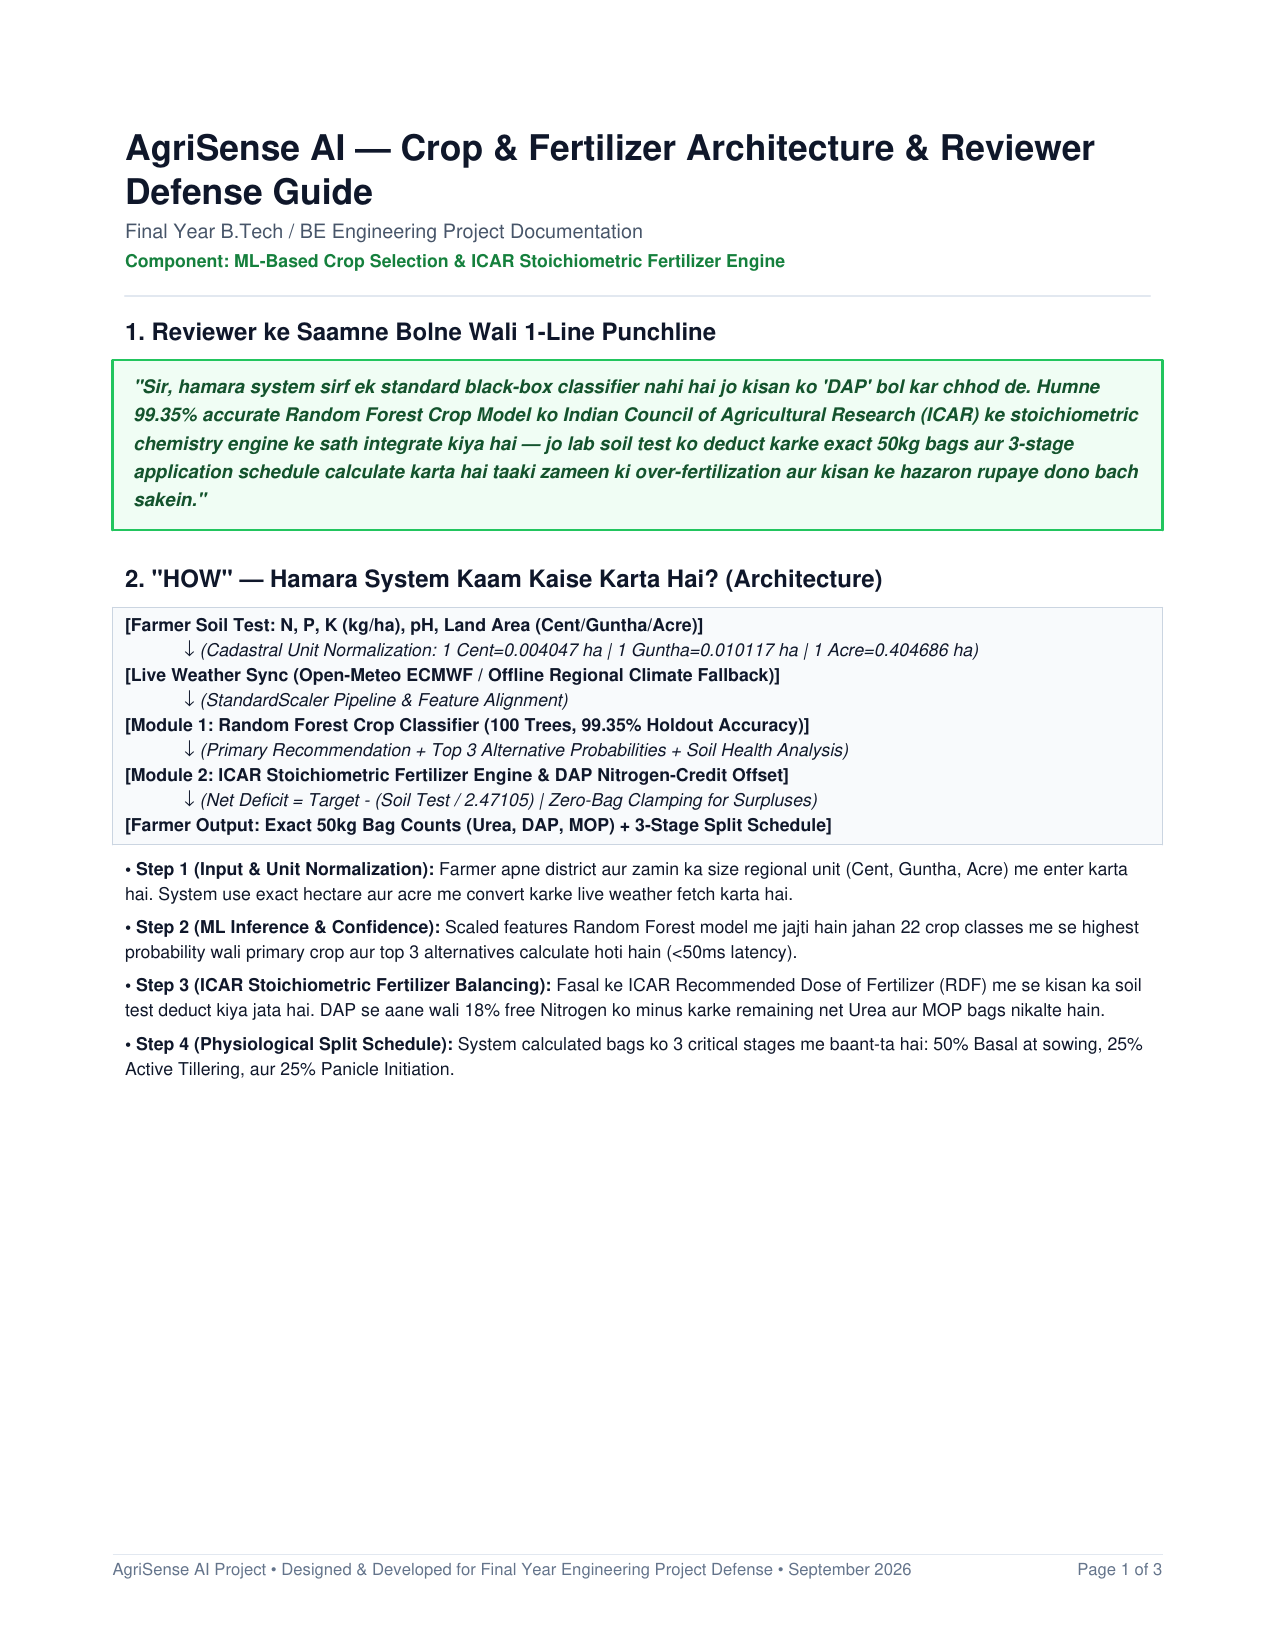 AgriSense AI — Crop & Fertilizer Architecture & Reviewer
Defense Guide
Final Year B.Tech / BE Engineering Project Documentation
Component: ML-Based Crop Selection & ICAR Stoichiometric Fertilizer Engine
1. Reviewer ke Saamne Bolne Wali 1-Line Punchline
"Sir, hamara system sirf ek standard black-box classifier nahi hai jo kisan ko 'DAP' bol kar chhod de. Humne
99.35% accurate Random Forest Crop Model ko Indian Council of Agricultural Research (ICAR) ke stoichiometric
chemistry engine ke sath integrate kiya hai — jo lab soil test ko deduct karke exact 50kg bags aur 3-stage
application schedule calculate karta hai taaki zameen ki over-fertilization aur kisan ke hazaron rupaye dono bach
sakein."
2. "HOW" — Hamara System Kaam Kaise Karta Hai? (Architecture)
[Farmer Soil Test: N, P, K (kg/ha), pH, Land Area (Cent/Guntha/Acre)]
↓ (Cadastral Unit Normalization: 1 Cent=0.004047 ha | 1 Guntha=0.010117 ha | 1 Acre=0.404686 ha)
[Live Weather Sync (Open-Meteo ECMWF / Offline Regional Climate Fallback)]
↓ (StandardScaler Pipeline & Feature Alignment)
[Module 1: Random Forest Crop Classifier (100 Trees, 99.35% Holdout Accuracy)]
↓ (Primary Recommendation + Top 3 Alternative Probabilities + Soil Health Analysis)
[Module 2: ICAR Stoichiometric Fertilizer Engine & DAP Nitrogen-Credit Offset]
↓ (Net Deficit = Target - (Soil Test / 2.47105) | Zero-Bag Clamping for Surpluses)
[Farmer Output: Exact 50kg Bag Counts (Urea, DAP, MOP) + 3-Stage Split Schedule]
• Step 1 (Input & Unit Normalization): Farmer apne district aur zamin ka size regional unit (Cent, Guntha, Acre) me enter karta
hai. System use exact hectare aur acre me convert karke live weather fetch karta hai.
• Step 2 (ML Inference & Confidence): Scaled features Random Forest model me jajti hain jahan 22 crop classes me se highest
probability wali primary crop aur top 3 alternatives calculate hoti hain (<50ms latency).
• Step 3 (ICAR Stoichiometric Fertilizer Balancing): Fasal ke ICAR Recommended Dose of Fertilizer (RDF) me se kisan ka soil
test deduct kiya jata hai. DAP se aane wali 18% free Nitrogen ko minus karke remaining net Urea aur MOP bags nikalte hain.
• Step 4 (Physiological Split Schedule): System calculated bags ko 3 critical stages me baant-ta hai: 50% Basal at sowing, 25%
Active Tillering, aur 25% Panicle Initiation.
AgriSense AI Project • Designed & Developed for Final Year Engineering Project Defense • September 2026
Page 1 of 3